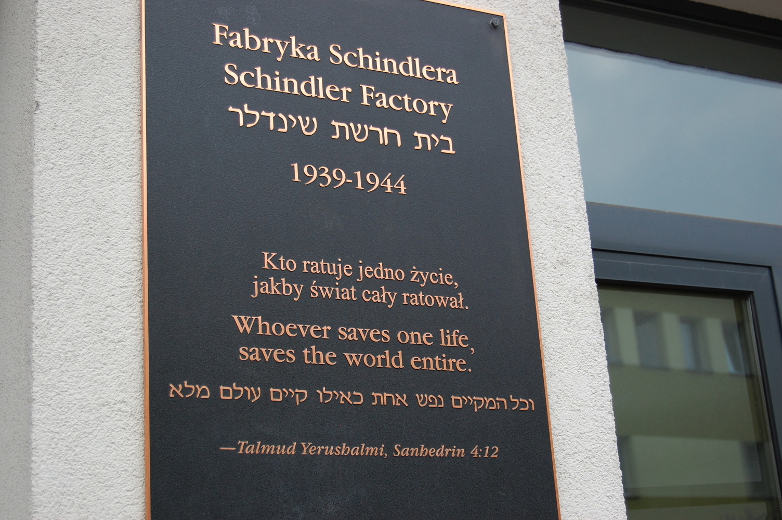 Fabryka Schindlera
Schindler Factory
בית חרשת שינדלר
1939-1944
Kto ratuje jedno życie,
jakby świat cały ratował.
Whoever saves one life,
saves the world entire.
וכל המקיים נפש אחת כאילו קיים עולם מלא
—Talmud Yerushalmi, Sanhedrin 4:12